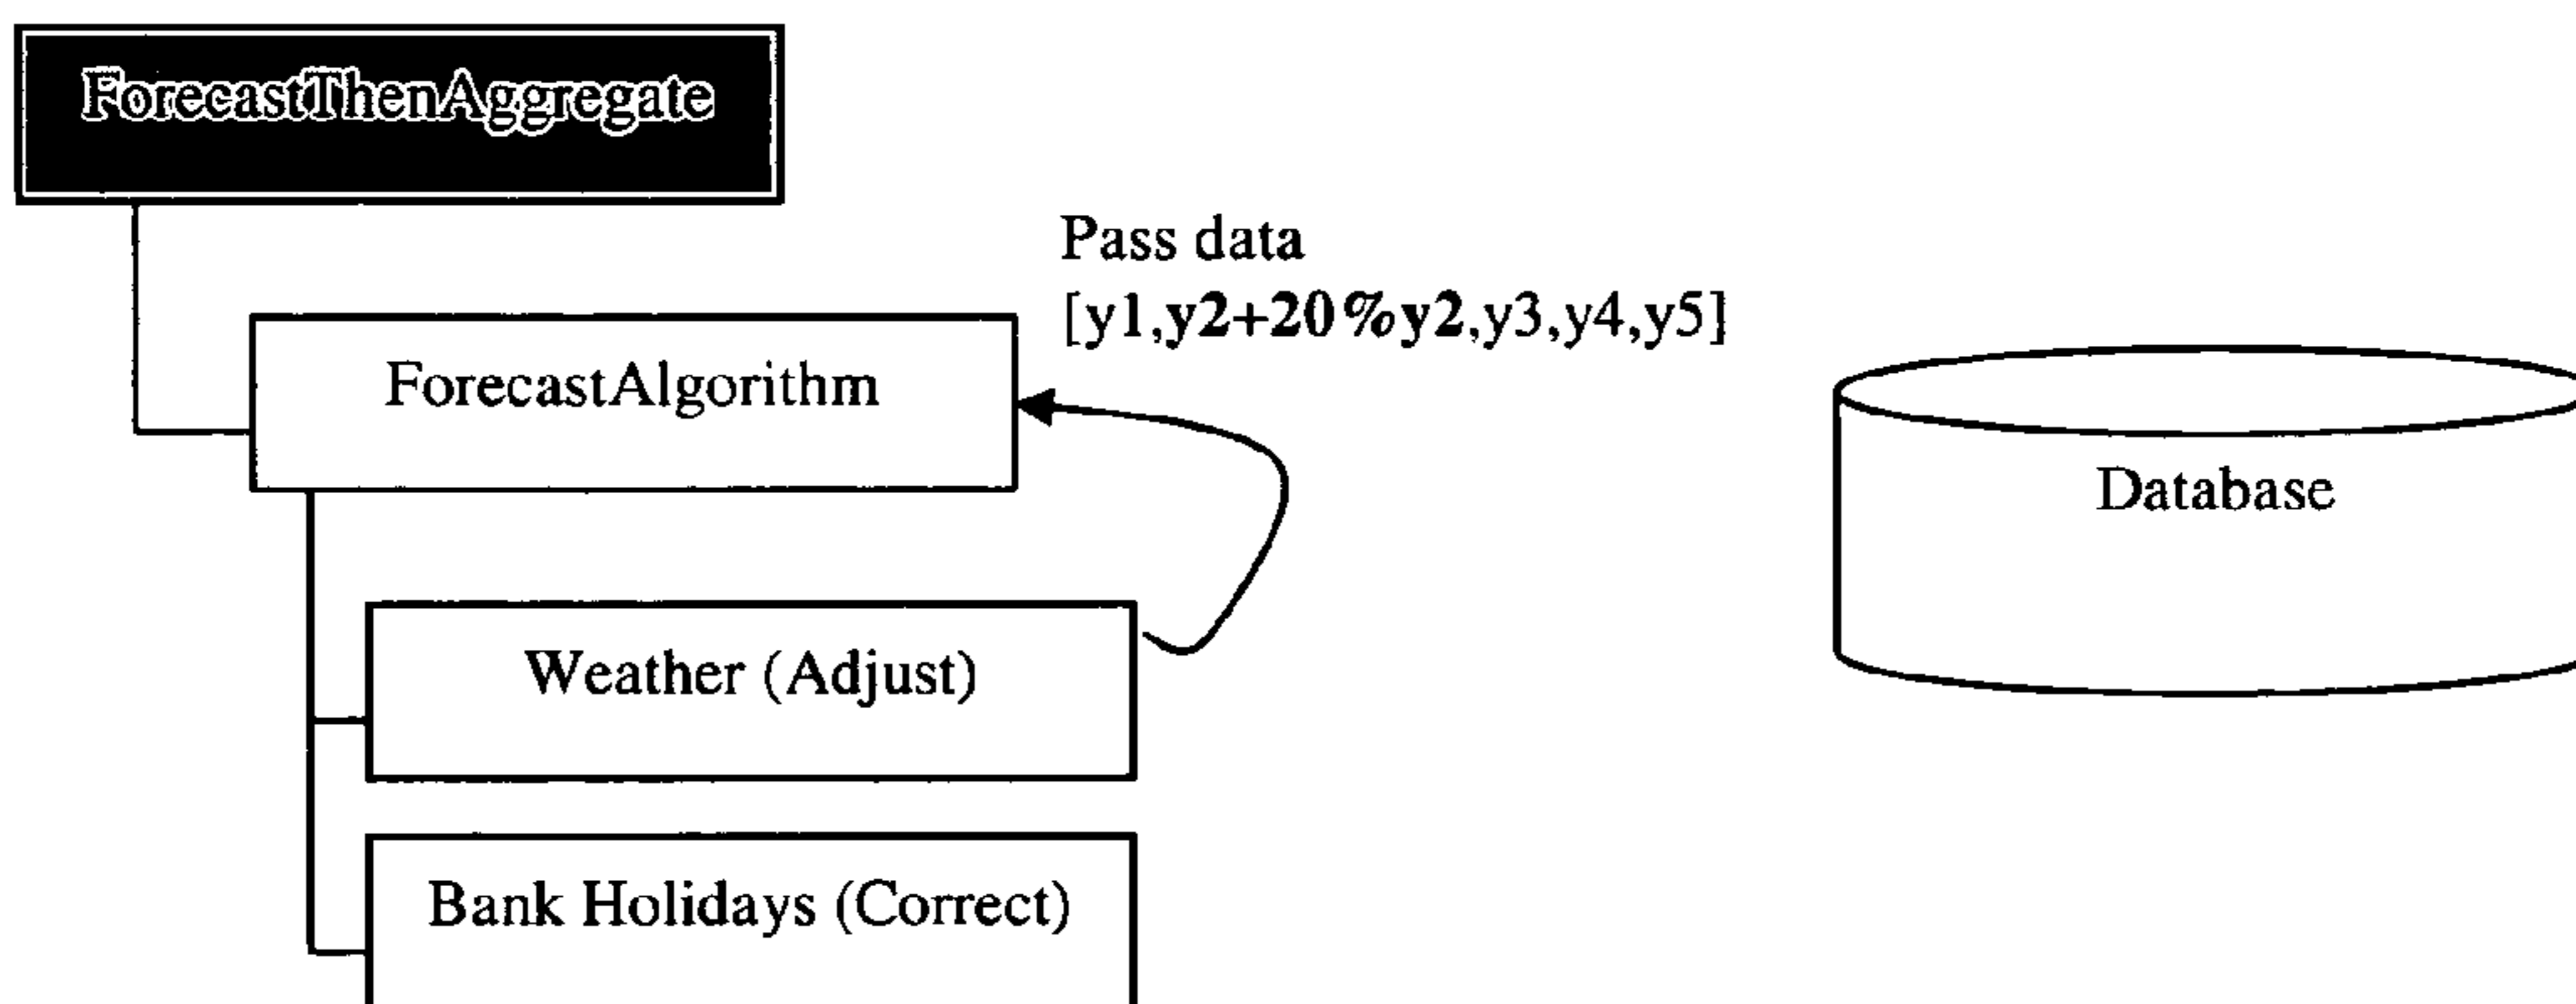 ForecastThenAggregate
Pass data
[y1,y2+20%y2,y3,y4,y5]
ForecastAlgorithm
Database
Weather (Adjust)
Bank Holidays (Correct)